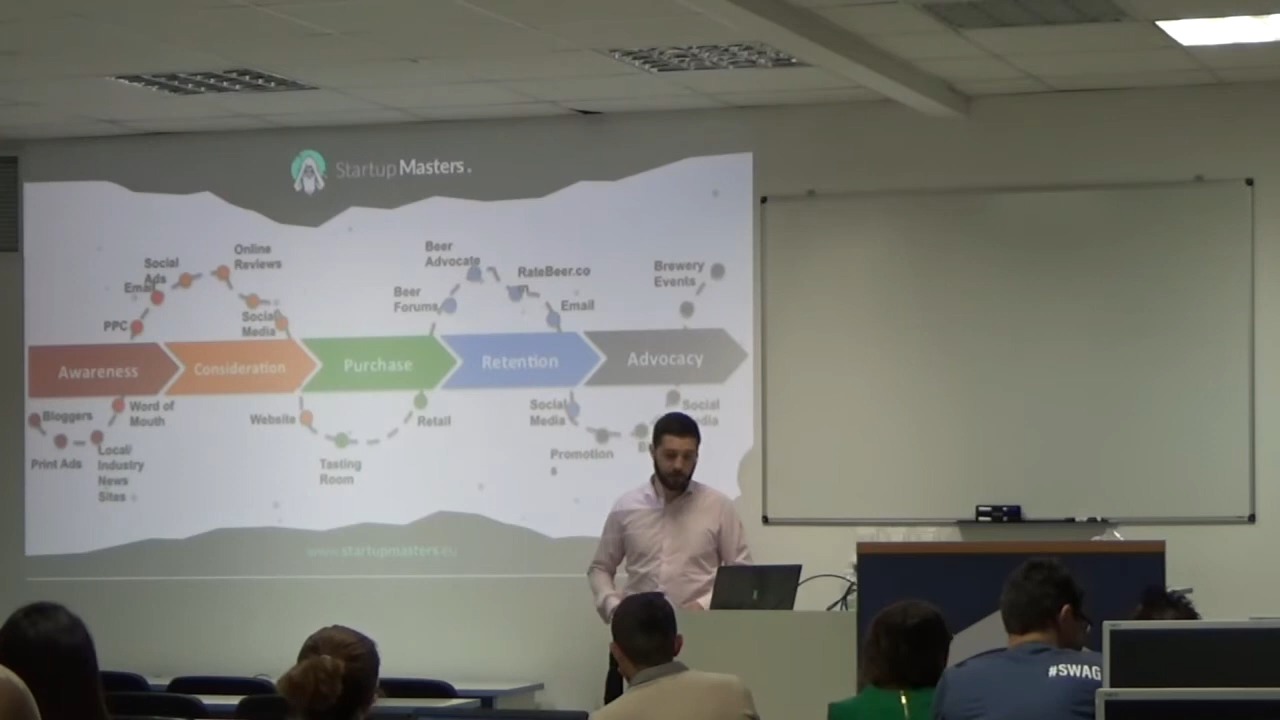 StartupMasters.
Social
Ads
Email
PPC
Online
Reviews
Social
Media
Beer
Advocate
Beer
Forums
RateBeer.co
m
Email
Brewery
Events
Awareness
Consideration
Purchase
Retention
Advocacy
Bloggers
Word of
Mouth
Print Ads
Local/
Industry
News
Sites
Website
Retail
Tasting
Room
Social
Media
Promotion
s
Social
www.startupmasters.eu
#SWAG